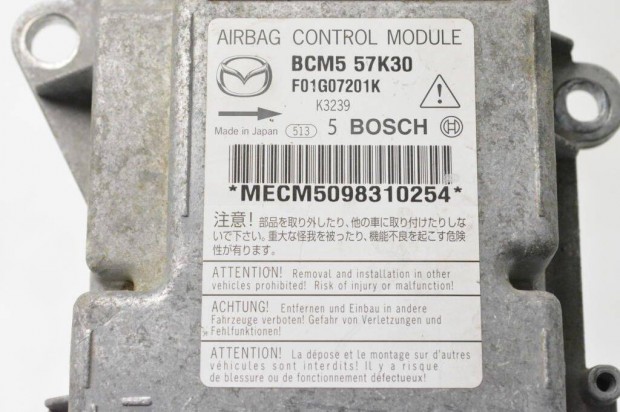 AIRBAG CONTROL MODULE
BCM5 57K30
F01G07201K
K3239
Made in Japan 513 5 BOSCH
*MECM5098310254*
注意! 部品を取り外したり、他の車に取り付けたりしな
いで下さい。重大な怪我を被ったり、機能不良を起こす危険
性が有ります。
ATTENTION! Removal and installation in other
vehicles prohibited! Risk of injury or malfunction!
ACHTUNG! Entfernen und Einbau in andere
Fahrzeuge verboten! Gefahr von Verletzungen und
Fehlfunktionen!
ATTENTION! La dépose et le montage sur d'autres
véhicules sont interdits! Il y a risque
de blessure ou de fonctionnement défectueux!